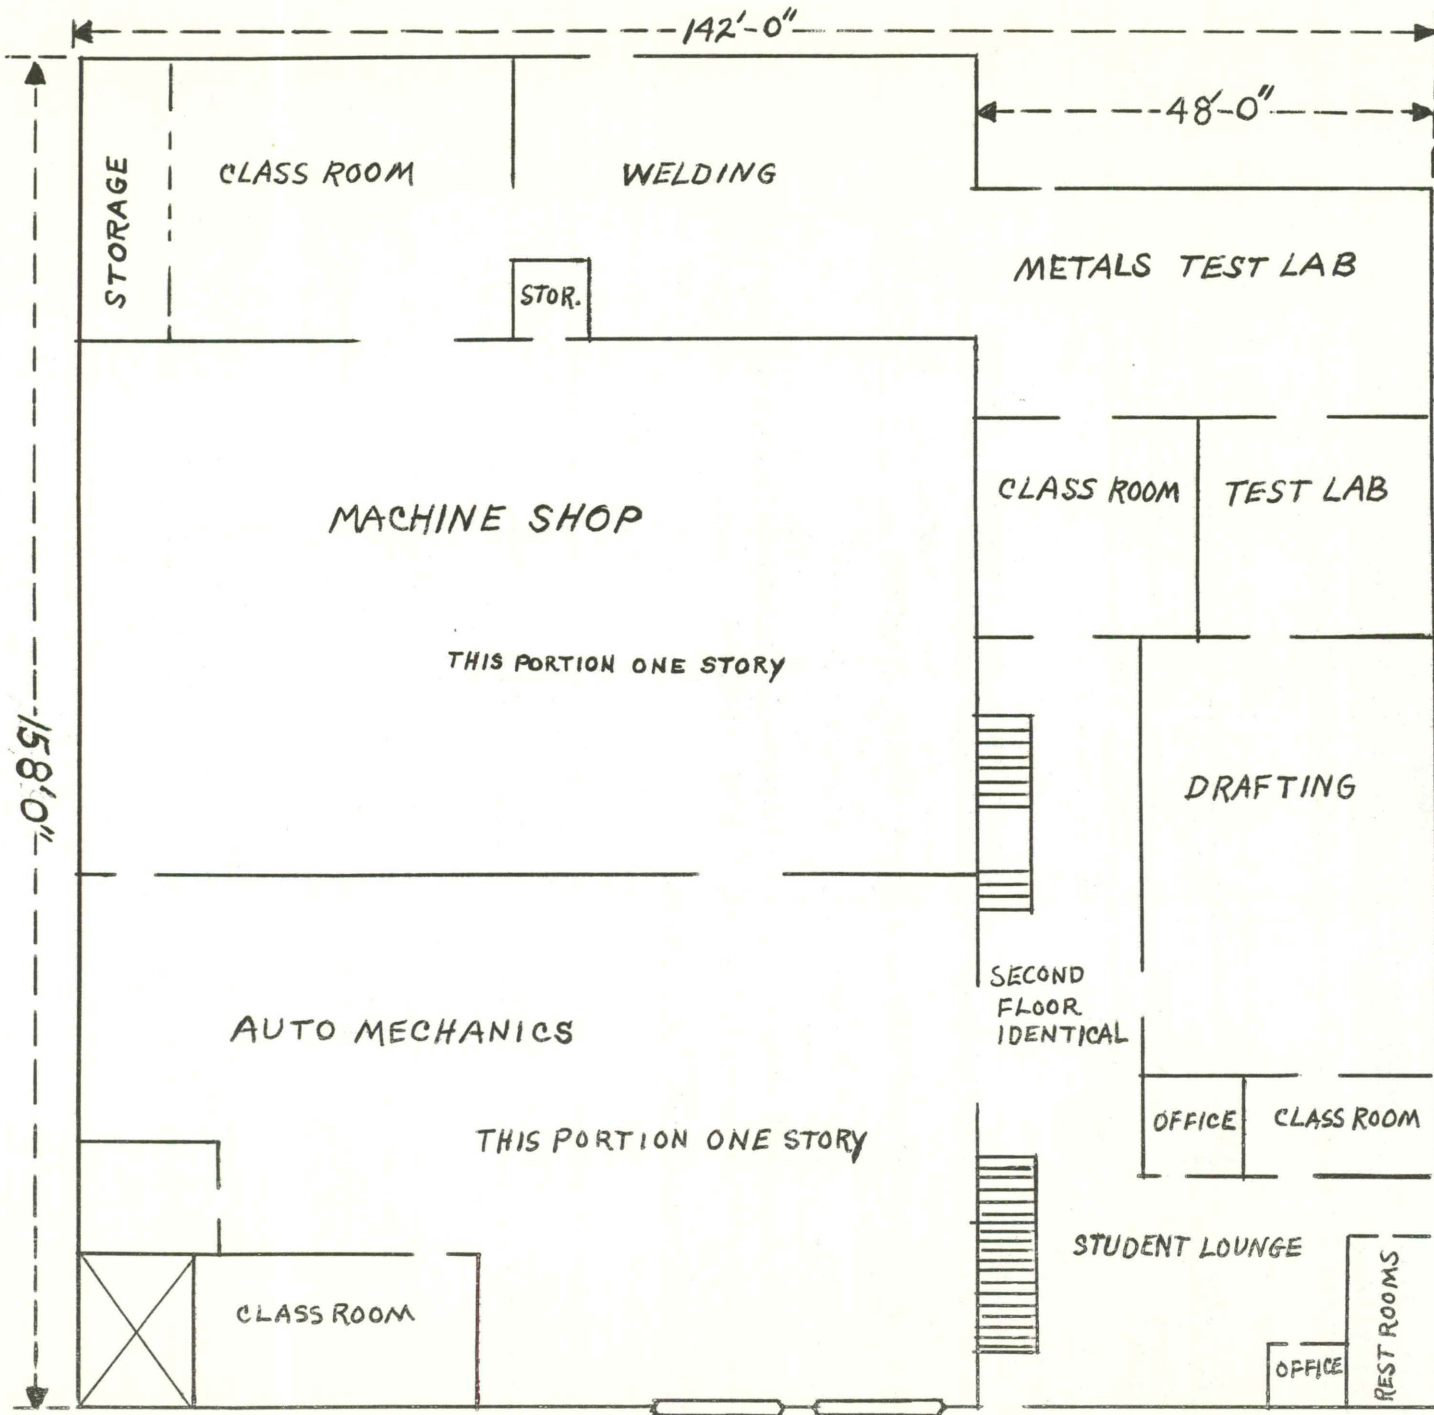 142'-0"
48'-0"
STORAGE
CLASS ROOM
WELDING
STOR.
METALS TEST LAB
CLASS ROOM
TEST LAB
MACHINE SHOP
THIS PORTION ONE STORY
158'0"
DRAFTING
SECOND
FLOOR
IDENTICAL
AUTO MECHANICS
THIS PORTION ONE STORY
OFFICE
CLASS ROOM
STUDENT LOUNGE
CLASS ROOM
OFFICE
REST ROOMS